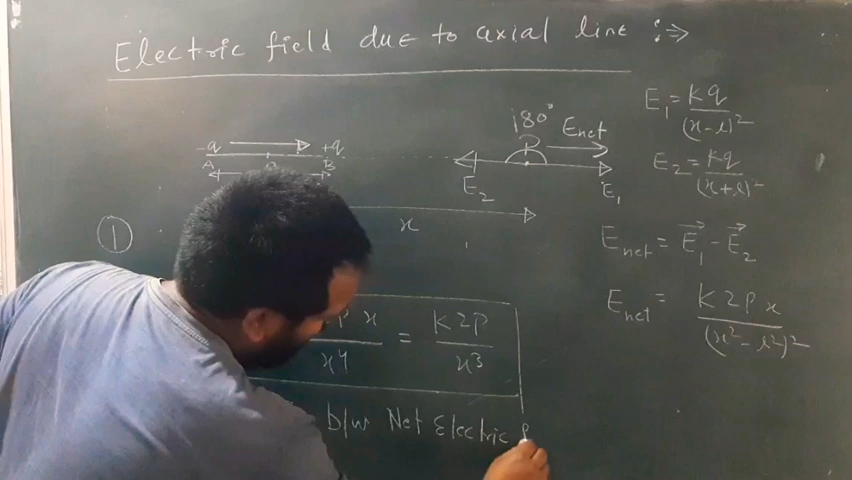 Electric field due to axial line :⇒
E₁ = Kq / (x-l)²
180°
P Enet
-q +q
A B
E₂ E₁
E₂ = Kq / (x+l)²
x
①
Enet = E₁ - E₂
Enet = K2Px / (x²-l²)²
P x / x⁴ = K2P / x³
b/w Net Electric f